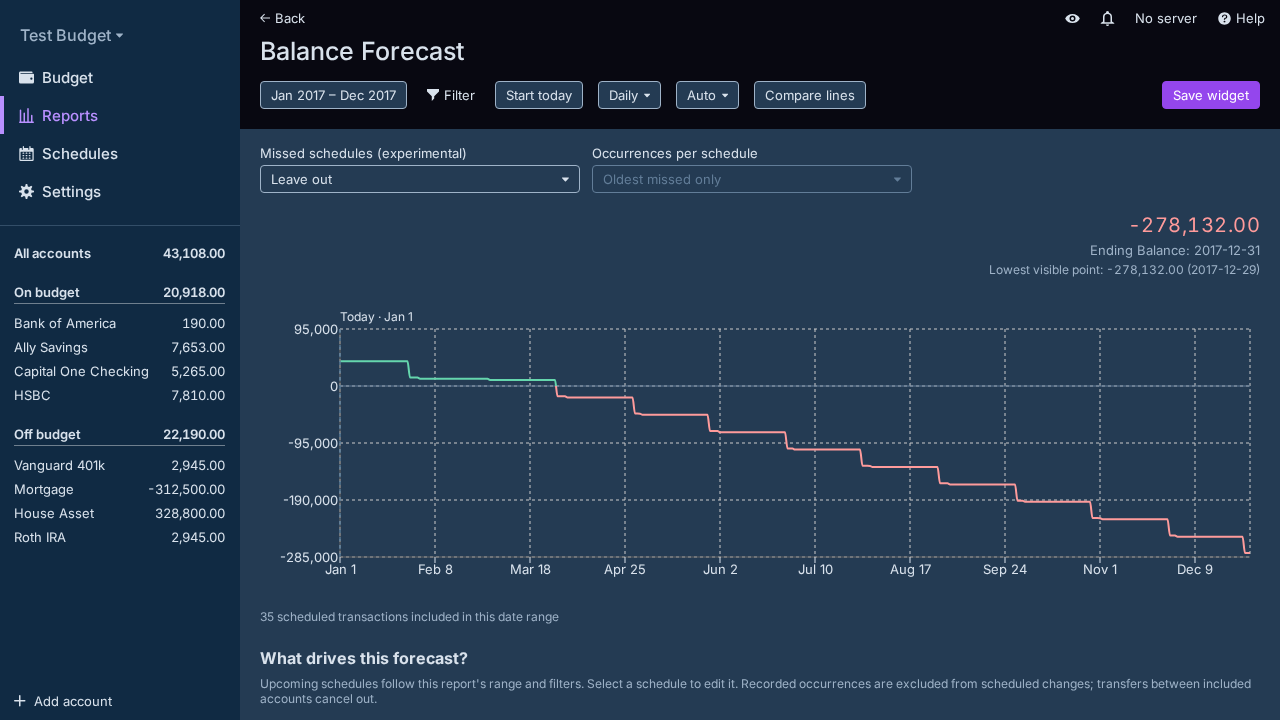 Test Budget
Budget
Reports
Schedules
Settings
All accounts 43,108.00
On budget 20,918.00
Bank of America 190.00
Ally Savings 7,653.00
Capital One Checking 5,265.00
HSBC 7,810.00
Off budget 22,190.00
Vanguard 401k 2,945.00
Mortgage -312,500.00
House Asset 328,800.00
Roth IRA 2,945.00
Add account
Back
No server
Help
Balance Forecast
Jan 2017 – Dec 2017
Filter
Start today
Daily
Auto
Compare lines
Save widget
Missed schedules (experimental)
Leave out
Occurrences per schedule
Oldest missed only
-278,132.00
Ending Balance: 2017-12-31
Lowest visible point: -278,132.00 (2017-12-29)
Today · Jan 1
95,000
0
-95,000
-190,000
-285,000
Jan 1 Feb 8 Mar 18 Apr 25 Jun 2 Jul 10 Aug 17 Sep 24 Nov 1 Dec 9
35 scheduled transactions included in this date range
What drives this forecast?
Upcoming schedules follow this report's range and filters. Select a schedule to edit it. Recorded occurrences are excluded from scheduled changes; transfers between included
accounts cancel out.